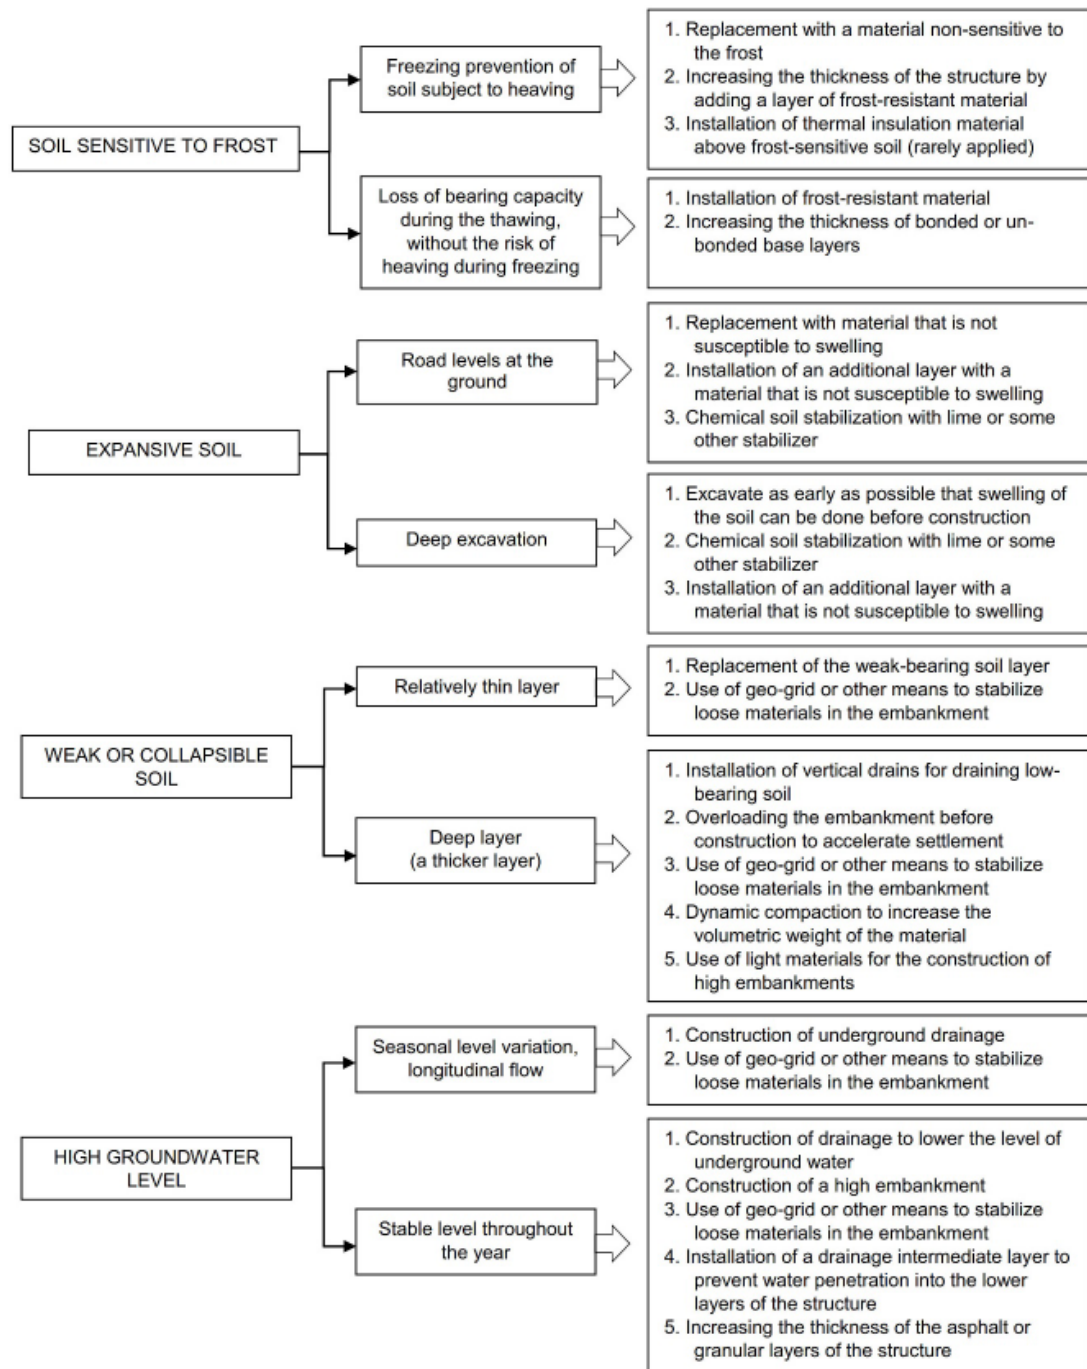 SOIL SENSITIVE TO FROST
Freezing prevention of
soil subject to heaving
1. Replacement with a material non-sensitive to
the frost
2. Increasing the thickness of the structure by
adding a layer of frost-resistant material
3. Installation of thermal insulation material
above frost-sensitive soil (rarely applied)
Loss of bearing capacity
during the thawing,
without the risk of
heaving during freezing
1. Installation of frost-resistant material
2. Increasing the thickness of bonded or un-
bonded base layers
EXPANSIVE SOIL
Road levels at the
ground
1. Replacement with material that is not
susceptible to swelling
2. Installation of an additional layer with a
material that is not susceptible to swelling
3. Chemical soil stabilization with lime or some
other stabilizer
Deep excavation
1. Excavate as early as possible that swelling of
the soil can be done before construction
2. Chemical soil stabilization with lime or some
other stabilizer
3. Installation of an additional layer with a
material that is not susceptible to swelling
WEAK OR COLLAPSIBLE
SOIL
Relatively thin layer
1. Replacement of the weak-bearing soil layer
2. Use of geo-grid or other means to stabilize
loose materials in the embankment
Deep layer
(a thicker layer)
1. Installation of vertical drains for draining low-
bearing soil
2. Overloading the embankment before
construction to accelerate settlement
3. Use of geo-grid or other means to stabilize
loose materials in the embankment
4. Dynamic compaction to increase the
volumetric weight of the material
5. Use of light materials for the construction of
high embankments
HIGH GROUNDWATER
LEVEL
Seasonal level variation,
longitudinal flow
1. Construction of underground drainage
2. Use of geo-grid or other means to stabilize
loose materials in the embankment
Stable level throughout
the year
1. Construction of drainage to lower the level of
underground water
2. Construction of a high embankment
3. Use of geo-grid or other means to stabilize
loose materials in the embankment
4. Installation of a drainage intermediate layer to
prevent water penetration into the lower
layers of the structure
5. Increasing the thickness of the asphalt or
granular layers of the structure